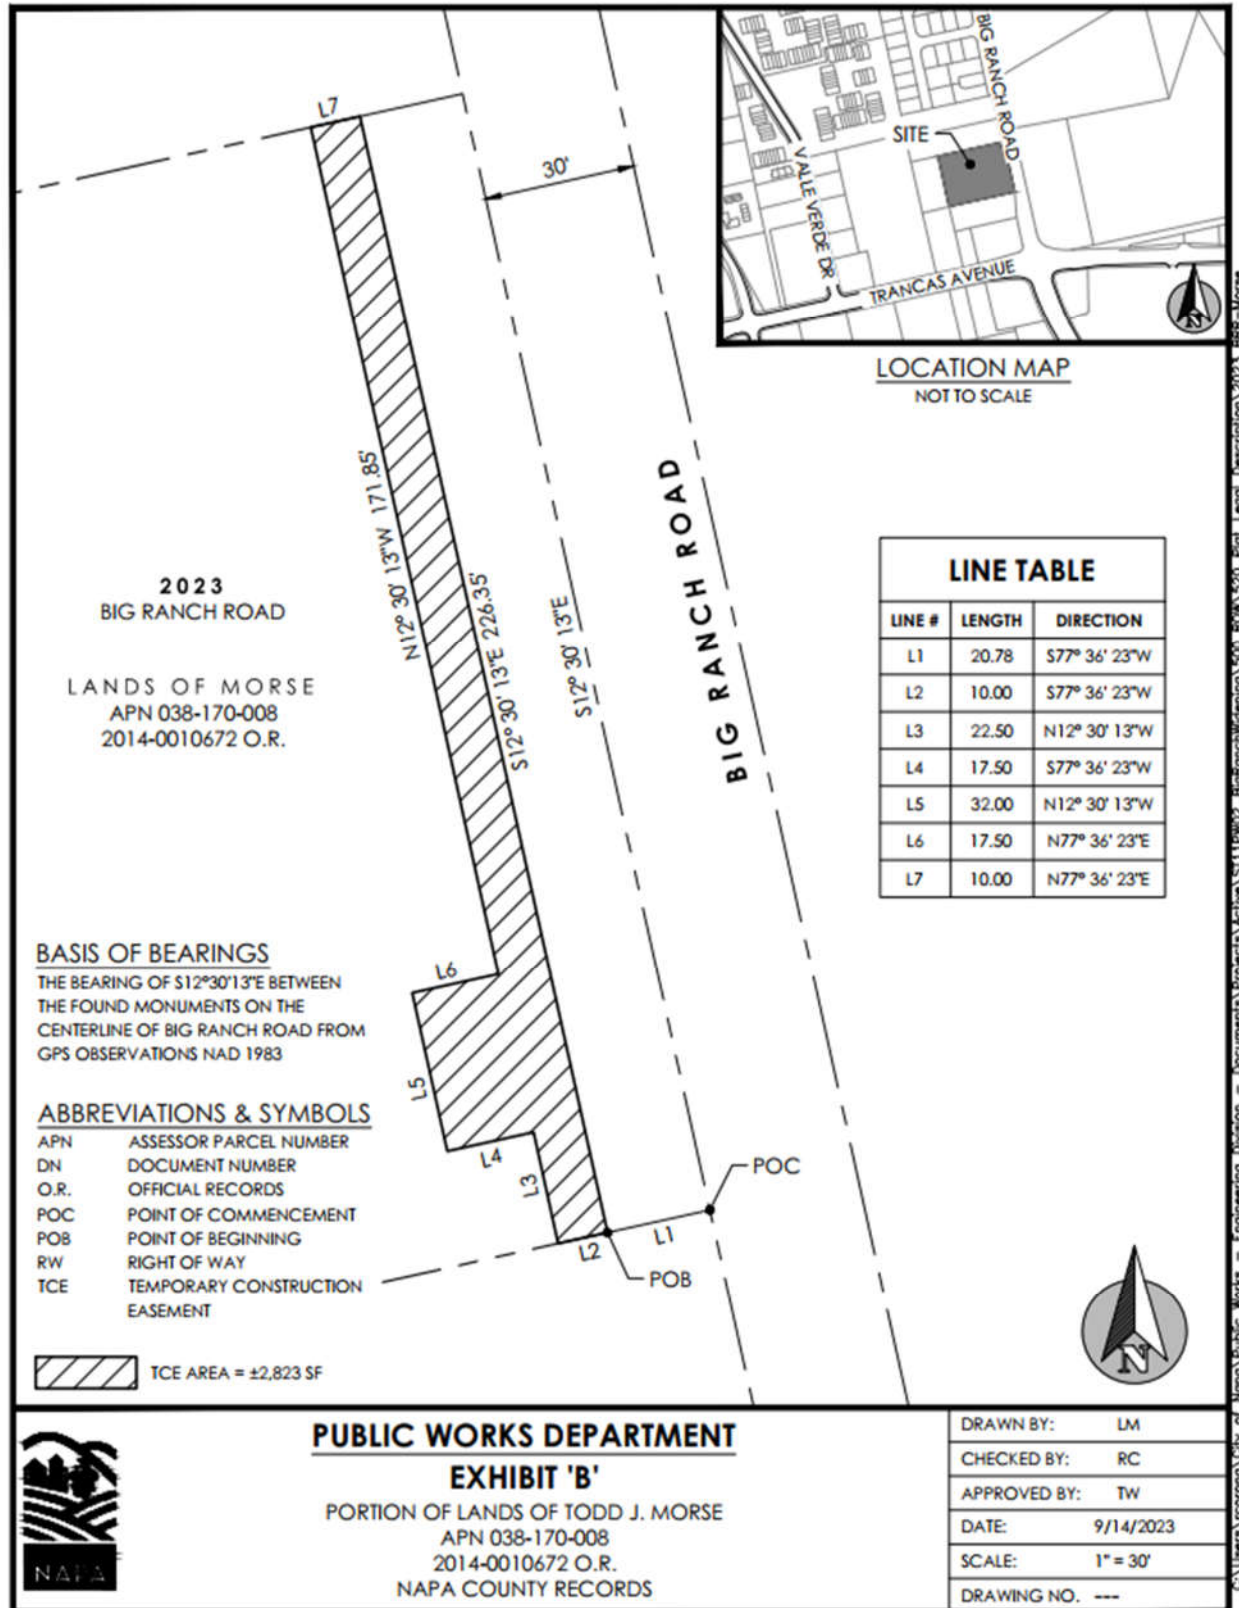 L7
30'
BIG RANCH ROAD
SITE
VALLE VERDE DR
TRANCAS AVENUE
N
LOCATION MAP
NOT TO SCALE
N12° 30' 13"W 171.85'
S12° 30' 13"E 226.35'
S12° 30' 13"E
BIG RANCH ROAD
2023
BIG RANCH ROAD
LANDS OF MORSE
APN 038-170-008
2014-0010672 O.R.
LINE TABLE
LINE # LENGTH DIRECTION
L1 20.78 S77° 36' 23"W
L2 10.00 S77° 36' 23"W
L3 22.50 N12° 30' 13"W
L4 17.50 S77° 36' 23"W
L5 32.00 N12° 30' 13"W
L6 17.50 N77° 36' 23"E
L7 10.00 N77° 36' 23"E
BASIS OF BEARINGS
THE BEARING OF S12°30'13"E BETWEEN
THE FOUND MONUMENTS ON THE
CENTERLINE OF BIG RANCH ROAD FROM
GPS OBSERVATIONS NAD 1983
L6
L5
L4
L3
L2
L1
POC
POB
ABBREVIATIONS & SYMBOLS
APN ASSESSOR PARCEL NUMBER
DN DOCUMENT NUMBER
O.R. OFFICIAL RECORDS
POC POINT OF COMMENCEMENT
POB POINT OF BEGINNING
RW RIGHT OF WAY
TCE TEMPORARY CONSTRUCTION
EASEMENT
TCE AREA = ±2,823 SF
N
NAPA
PUBLIC WORKS DEPARTMENT
EXHIBIT 'B'
PORTION OF LANDS OF TODD J. MORSE
APN 038-170-008
2014-0010672 O.R.
NAPA COUNTY RECORDS
DRAWN BY: LM
CHECKED BY: RC
APPROVED BY: TW
DATE: 9/14/2023
SCALE: 1" = 30'
DRAWING NO. ---